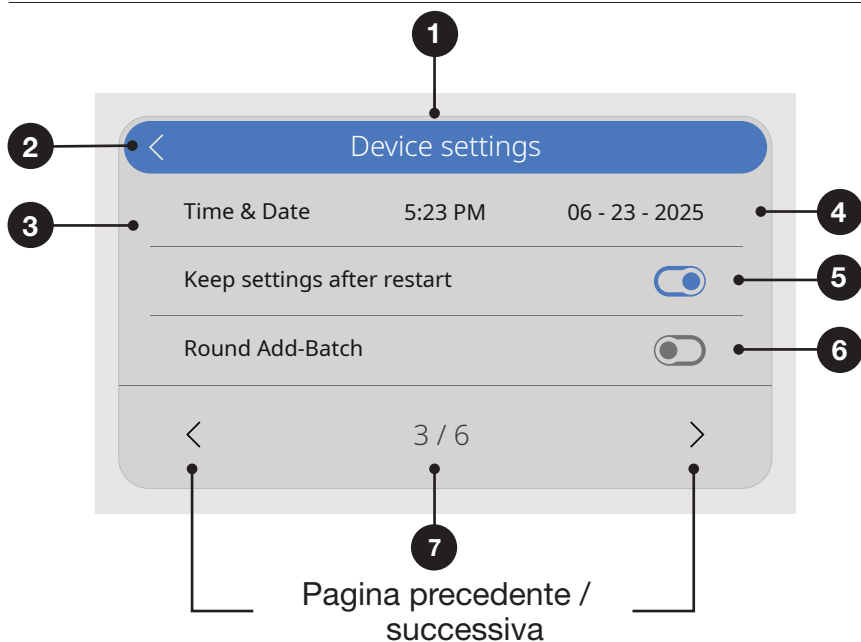 1
2
Device settings
3
Time & Date 5:23 PM 06 - 23 - 2025
4
Keep settings after restart
5
Round Add-Batch
6
3 / 6
7
Pagina precedente /
successiva